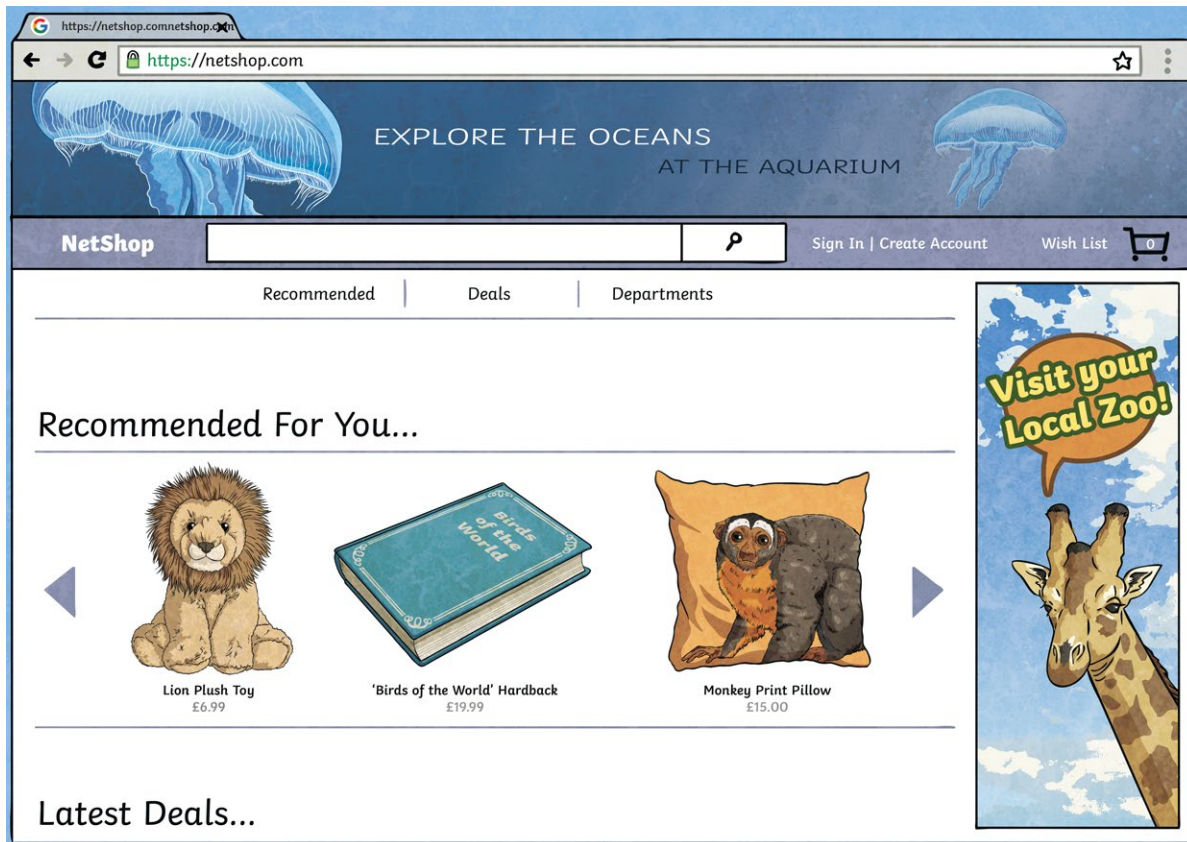 https://netshop.comnetshop.com
https://netshop.com
EXPLORE THE OCEANS
AT THE AQUARIUM
NetShop
Sign In | Create Account
Wish List
0
Recommended
Deals
Departments
Visit your
Local Zoo!
Recommended For You...
Birds
of the
World
Lion Plush Toy
£6.99
'Birds of the World' Hardback
£19.99
Monkey Print Pillow
£15.00
Latest Deals...